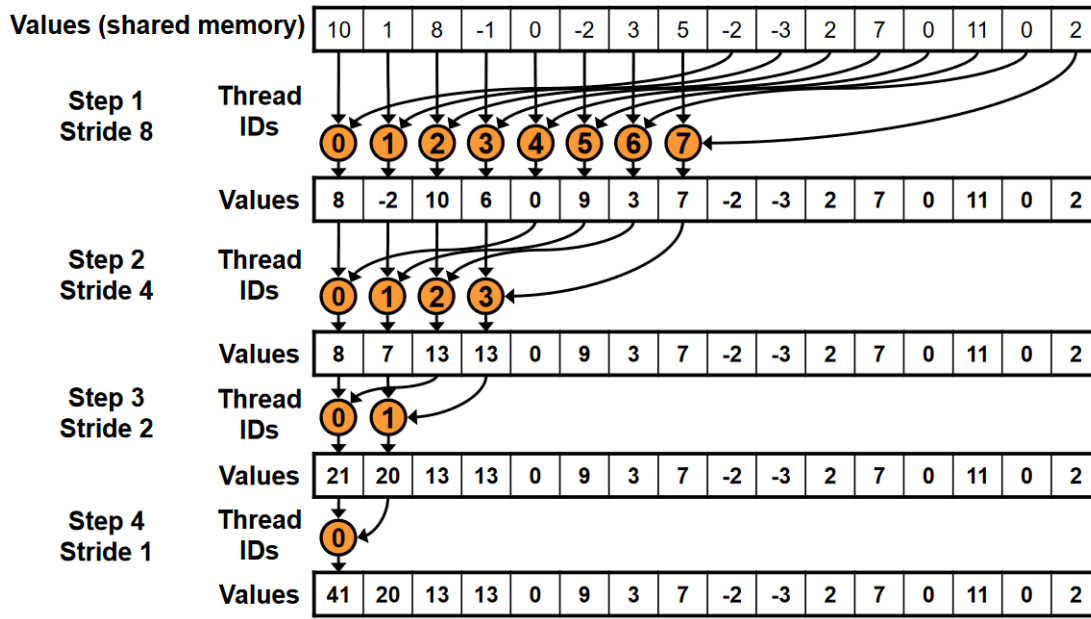 Values (shared memory) 10 1 8 -1 0 -2 3 5 -2 -3 2 7 0 11 0 2
Step 1 Thread
Stride 8 IDs
0 1 2 3 4 5 6 7
Values 8 -2 10 6 0 9 3 7 -2 -3 2 7 0 11 0 2
Step 2 Thread
Stride 4 IDs
0 1 2 3
Values 8 7 13 13 0 9 3 7 -2 -3 2 7 0 11 0 2
Step 3 Thread
Stride 2 IDs
0 1
Values 21 20 13 13 0 9 3 7 -2 -3 2 7 0 11 0 2
Step 4 Thread
Stride 1 IDs
0
Values 41 20 13 13 0 9 3 7 -2 -3 2 7 0 11 0 2